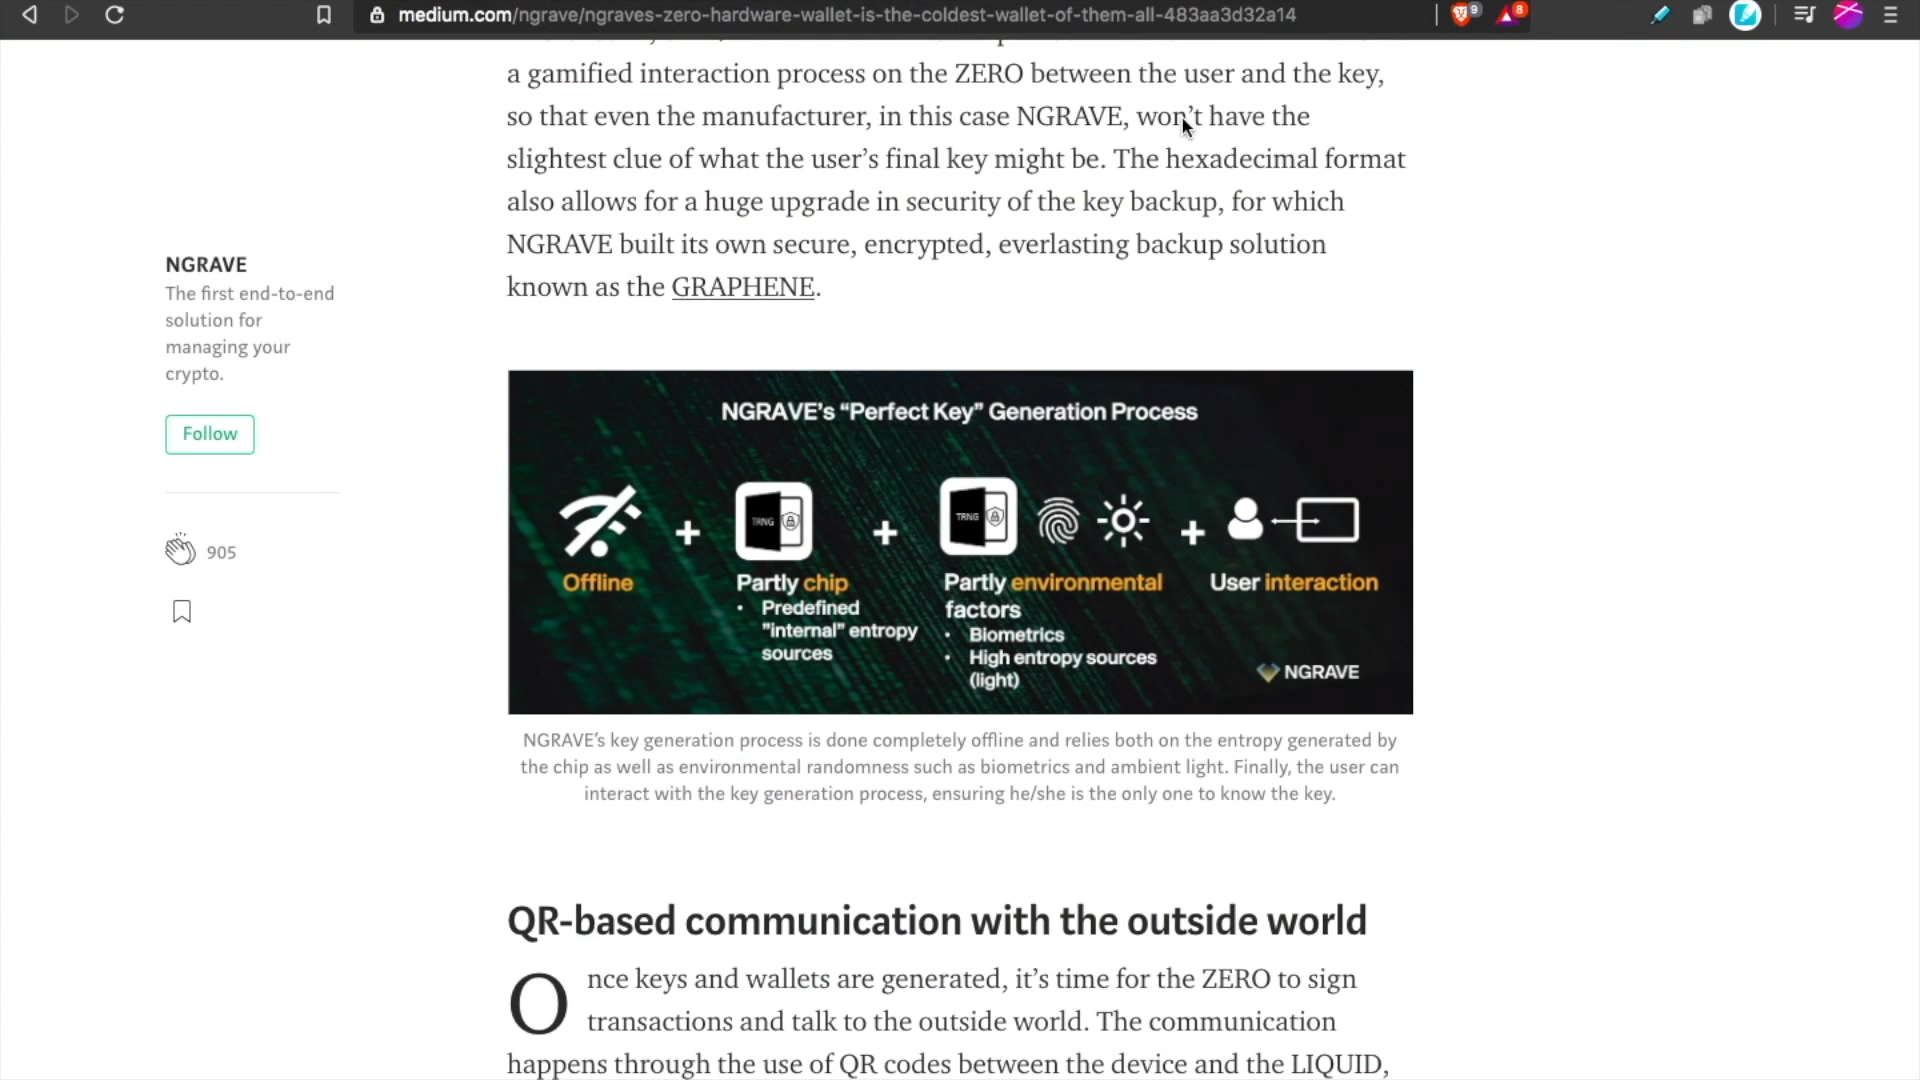 medium.com/ngrave/ngraves-zero-hardware-wallet-is-the-coldest-wallet-of-them-all-483aa3d32a14
9
8
a gamified interaction process on the ZERO between the user and the key,
so that even the manufacturer, in this case NGRAVE, won’t have the
slightest clue of what the user’s final key might be. The hexadecimal format
also allows for a huge upgrade in security of the key backup, for which
NGRAVE built its own secure, encrypted, everlasting backup solution
known as the GRAPHENE.
NGRAVE
The first end-to-end
solution for
managing your
crypto.
Follow
905
NGRAVE’s “Perfect Key” Generation Process
TRNG
TRNG
Offline
Partly chip
• Predefined
"internal" entropy
sources
Partly environmental
factors
• Biometrics
• High entropy sources
(light)
User interaction
NGRAVE
NGRAVE’s key generation process is done completely offline and relies both on the entropy generated by
the chip as well as environmental randomness such as biometrics and ambient light. Finally, the user can
interact with the key generation process, ensuring he/she is the only one to know the key.
QR-based communication with the outside world
Once keys and wallets are generated, it’s time for the ZERO to sign
transactions and talk to the outside world. The communication
happens through the use of QR codes between the device and the LIQUID,